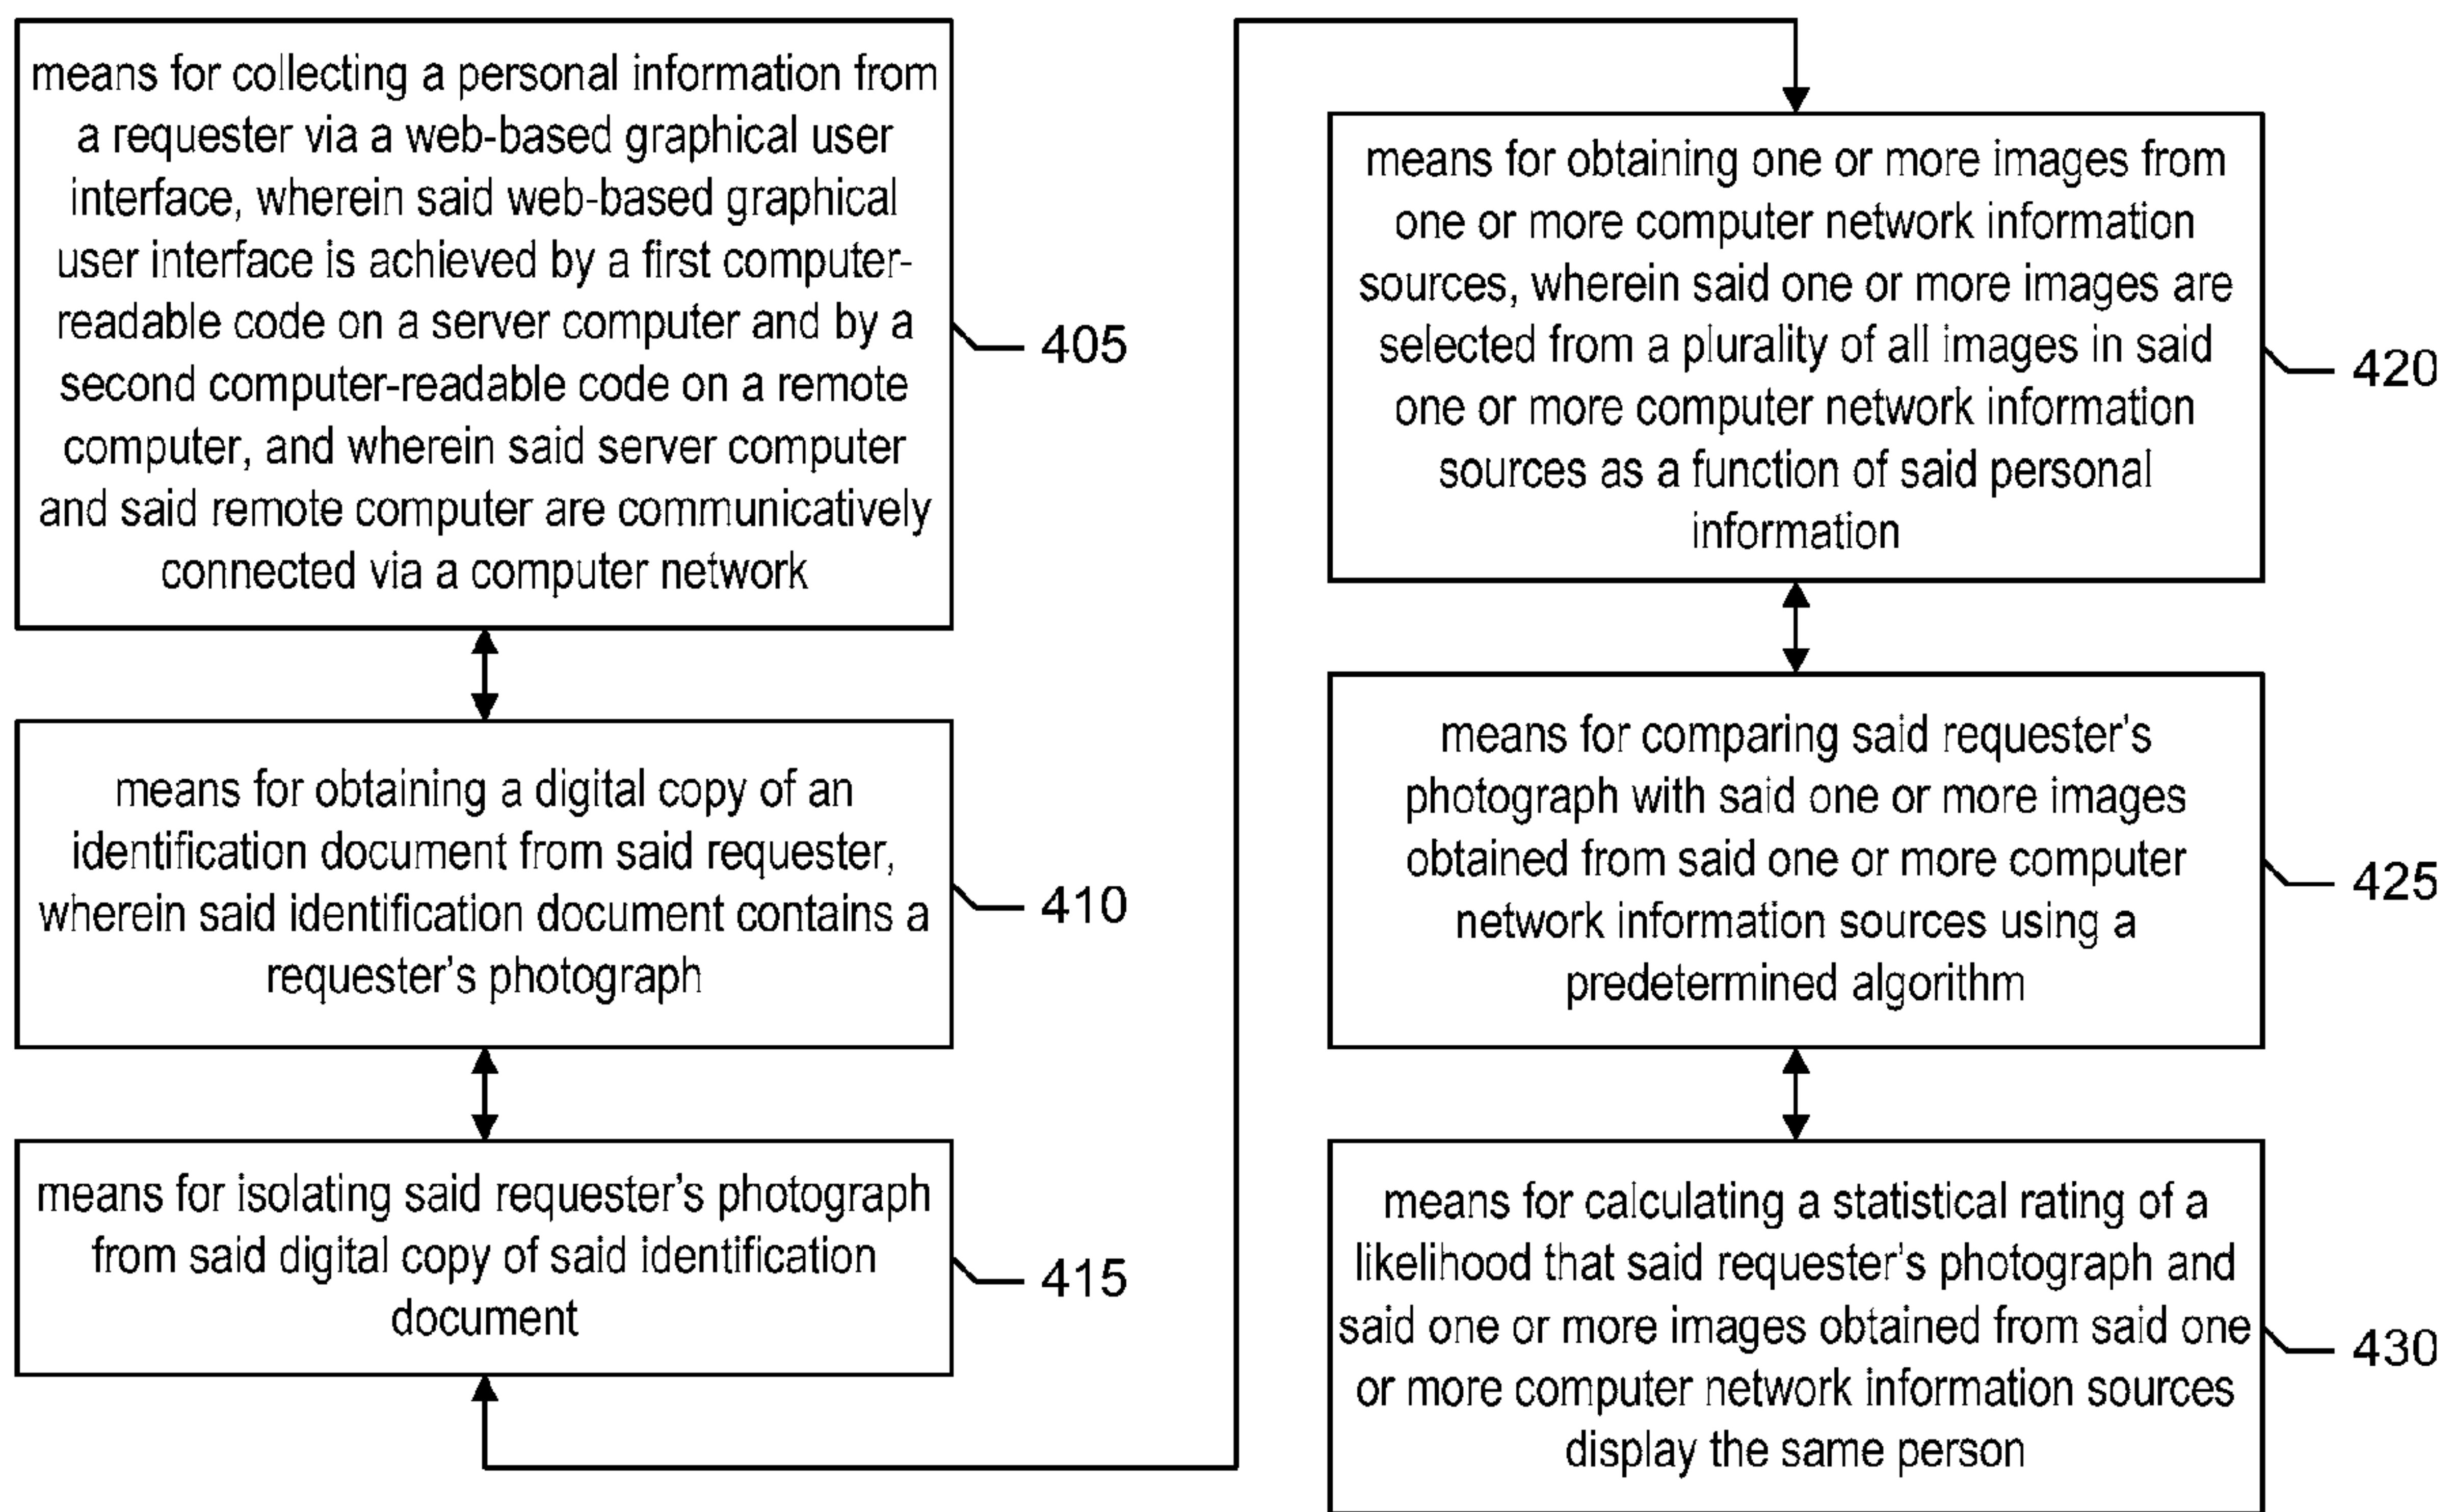 means for collecting a personal information from
a requester via a web-based graphical user
interface, wherein said web-based graphical
user interface is achieved by a first computer-
readable code on a server computer and by a
second computer-readable code on a remote
computer, and wherein said server computer
and said remote computer are communicatively
connected via a computer network
405
means for obtaining a digital copy of an
identification document from said requester,
wherein said identification document contains a
requester's photograph
410
means for isolating said requester's photograph
from said digital copy of said identification
document
415
means for obtaining one or more images from
one or more computer network information
sources, wherein said one or more images are
selected from a plurality of all images in said
one or more computer network information
sources as a function of said personal
information
420
means for comparing said requester's
photograph with said one or more images
obtained from said one or more computer
network information sources using a
predetermined algorithm
425
means for calculating a statistical rating of a
likelihood that said requester's photograph and
said one or more images obtained from said one
or more computer network information sources
display the same person
430